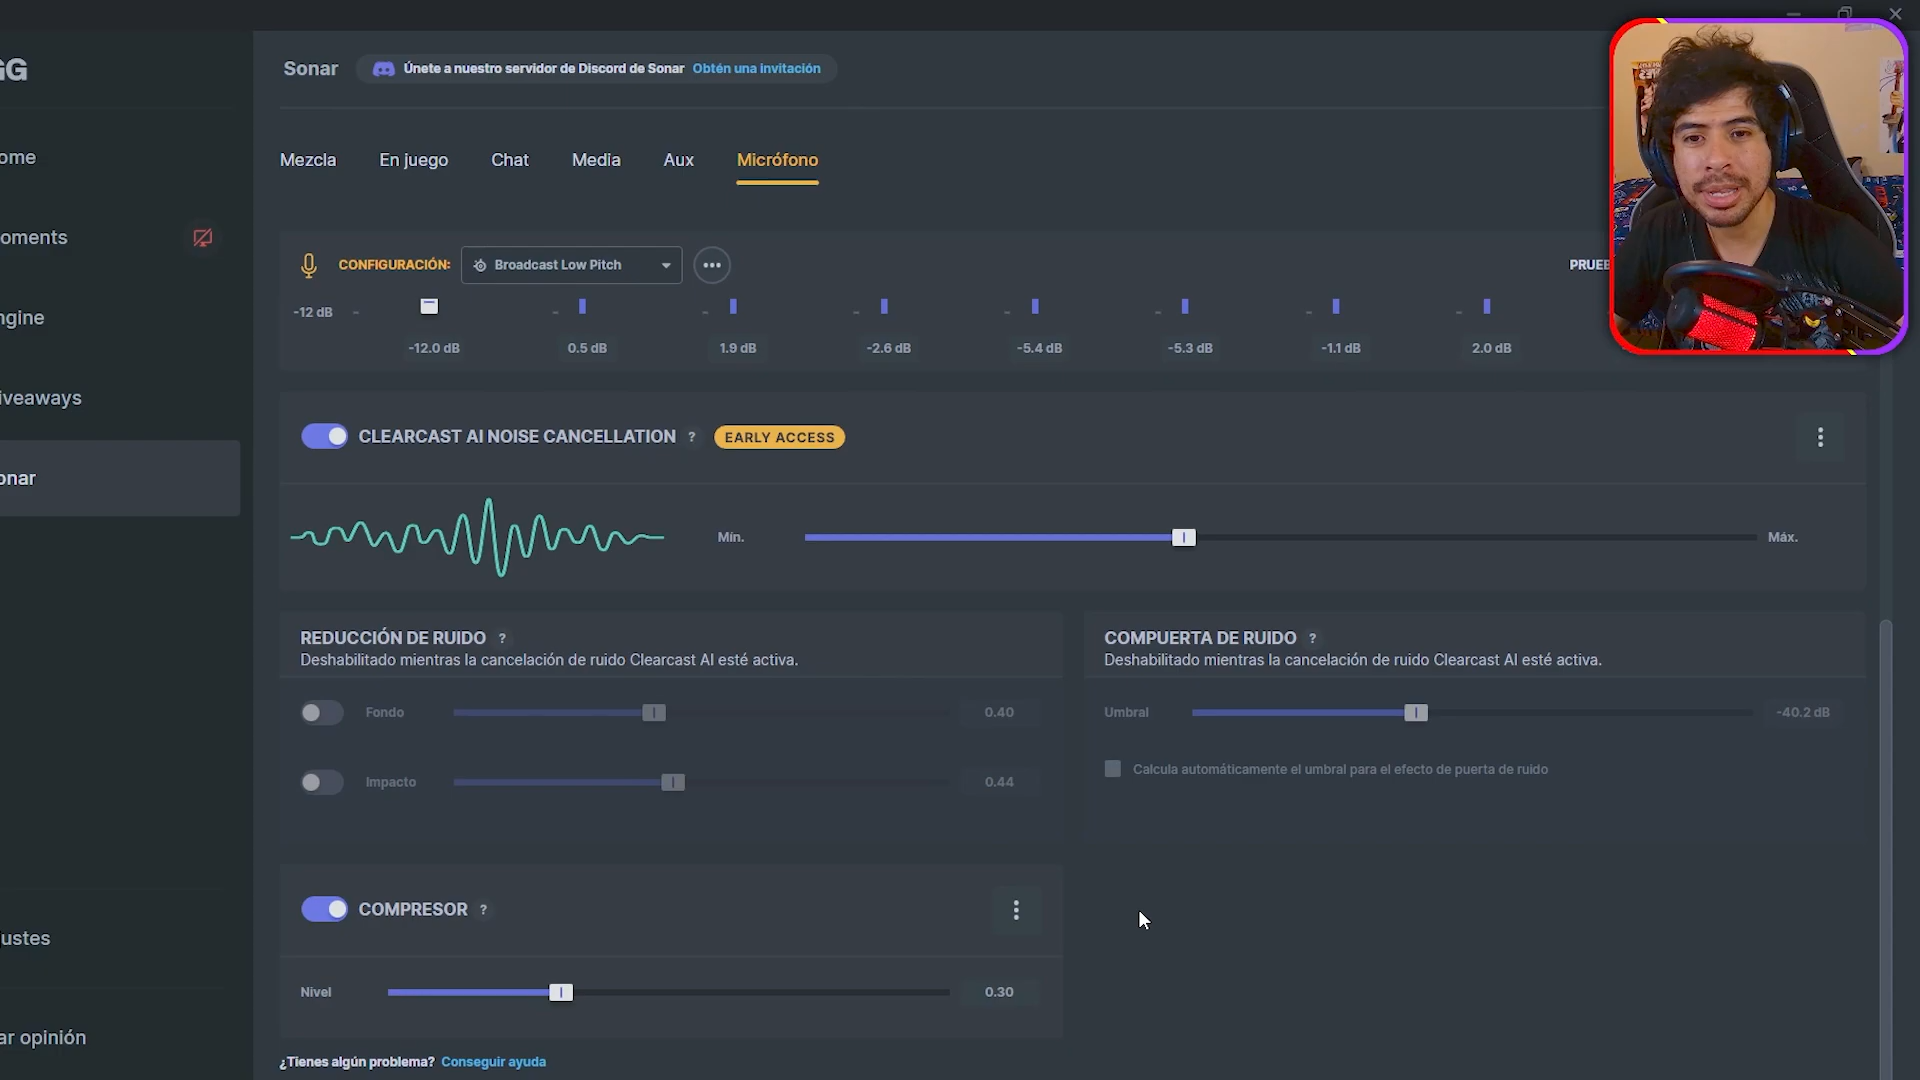 GG
Sonar
Únete a nuestro servidor de Discord de Sonar Obtén una invitación
ome
Mezcla En juego Chat Media Aux Micrófono
oments
CONFIGURACIÓN: Broadcast Low Pitch
PRUEB
-12 dB
ngine
-12.0 dB 0.5 dB 1.9 dB -2.6 dB -5.4 dB -5.3 dB -1.1 dB 2.0 dB
iveaways
CLEARCAST AI NOISE CANCELLATION ? EARLY ACCESS
onar
Mín. Máx.
REDUCCIÓN DE RUIDO ?
Deshabilitado mientras la cancelación de ruido Clearcast AI esté activa.
Fondo 0.40
Impacto 0.44
COMPUERTA DE RUIDO ?
Deshabilitado mientras la cancelación de ruido Clearcast AI esté activa.
Umbral -40.2 dB
Calcula automáticamente el umbral para el efecto de puerta de ruido
COMPRESOR ?
ustes
Nivel 0.30
ar opinión
¿Tienes algún problema? Conseguir ayuda